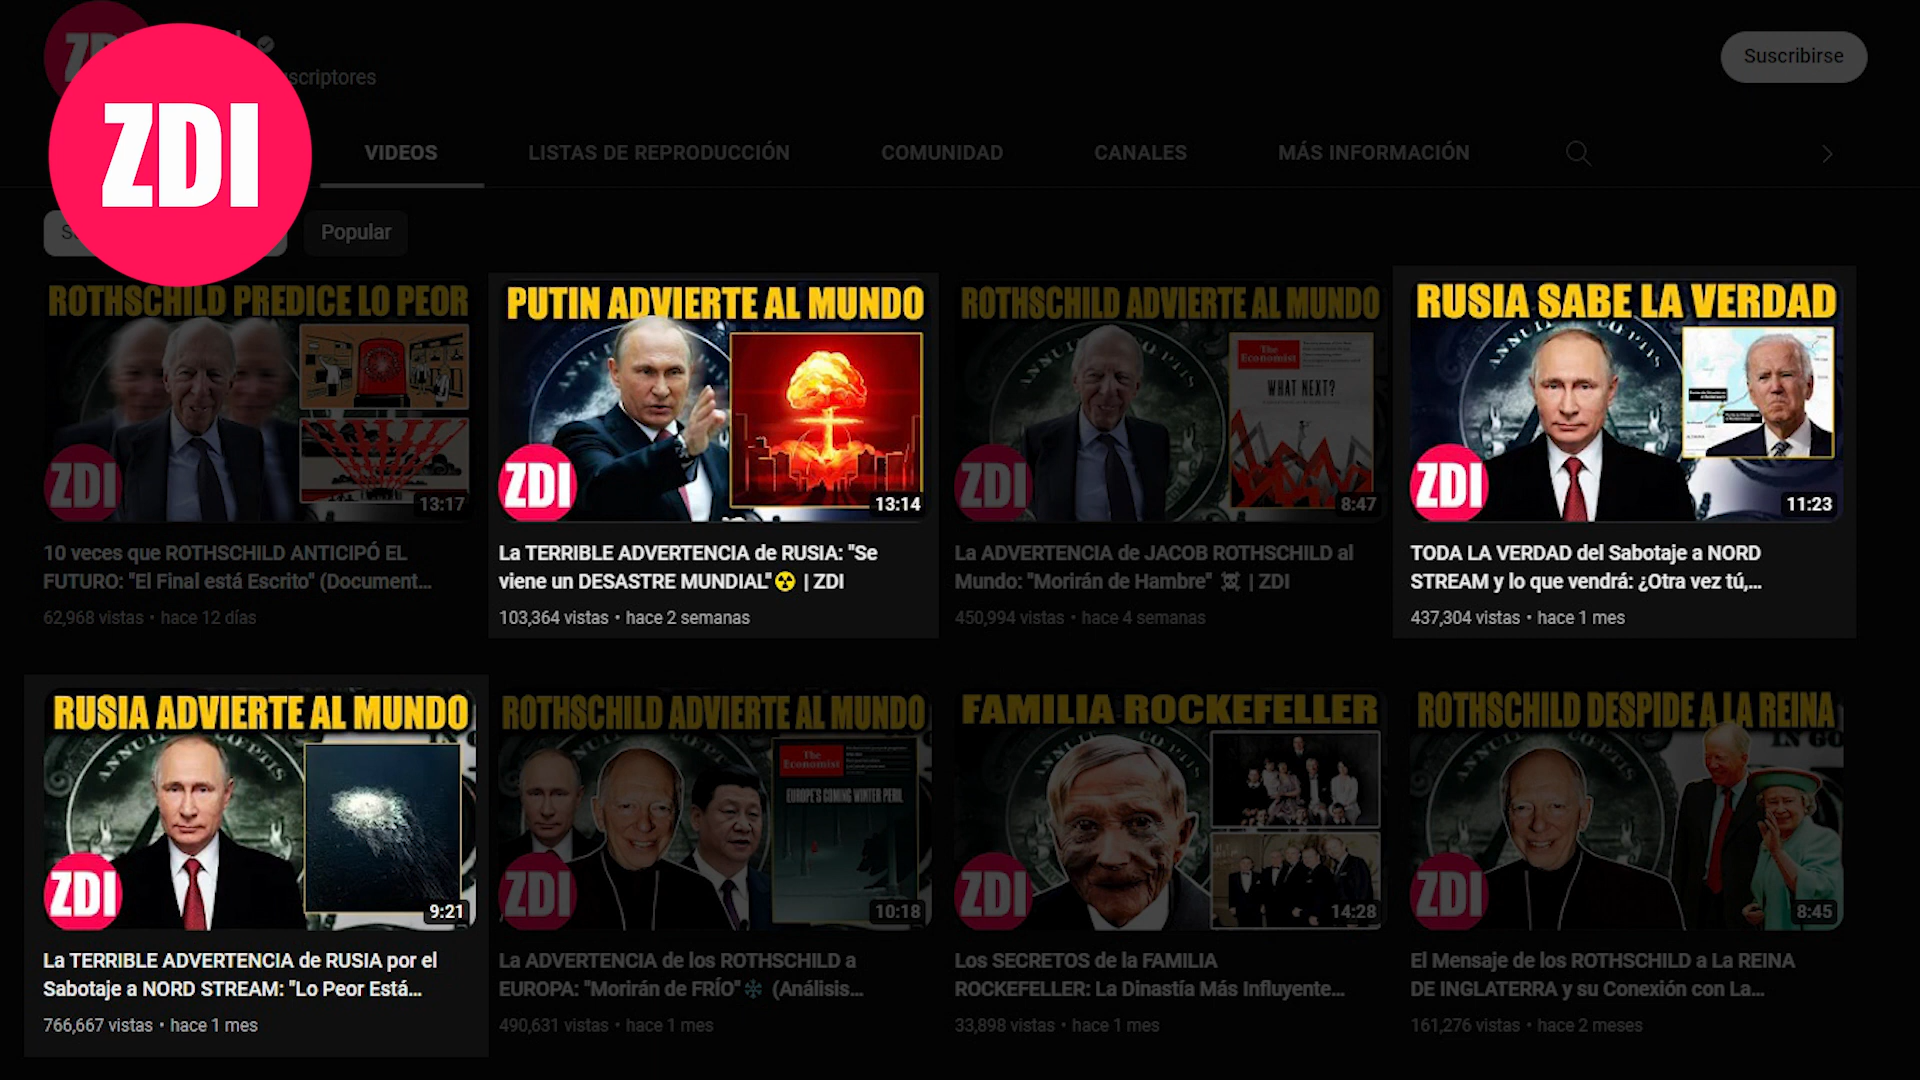 ZDI
scriptores
Suscribirse
VIDEOS
LISTAS DE REPRODUCCIÓN
COMUNIDAD
CANALES
MÁS INFORMACIÓN
Popular
ROTHSCHILD PREDICE LO PEOR
ZDI
13:17
10 veces que ROTHSCHILD ANTICIPÓ EL
FUTURO: "El Final está Escrito" (Document...
62,968 vistas • hace 12 días
PUTIN ADVIERTE AL MUNDO
ZDI
13:14
La TERRIBLE ADVERTENCIA de RUSIA: "Se
viene un DESASTRE MUNDIAL"☢ | ZDI
103,364 vistas • hace 2 semanas
ROTHSCHILD ADVIERTE AL MUNDO
The
Economist
WHAT NEXT?
ZDI
8:47
La ADVERTENCIA de JACOB ROTHSCHILD al
Mundo: "Morirán de Hambre" ☠ | ZDI
450,994 vistas • hace 4 semanas
RUSIA SABE LA VERDAD
ANNUIT CŒPTIS
ZDI
11:23
TODA LA VERDAD del Sabotaje a NORD
STREAM y lo que vendrá: ¿Otra vez tú,...
437,304 vistas • hace 1 mes
RUSIA ADVIERTE AL MUNDO
ANNUIT CŒPTIS
ZDI
9:21
La TERRIBLE ADVERTENCIA de RUSIA por el
Sabotaje a NORD STREAM: "Lo Peor Está...
766,667 vistas • hace 1 mes
ROTHSCHILD ADVIERTE AL MUNDO
The
Economist
EUROPE'S COMING WINTER PERIL
ZDI
10:18
La ADVERTENCIA de los ROTHSCHILD a
EUROPA: "Morirán de FRÍO"❄ (Análisis...
490,631 vistas • hace 1 mes
FAMILIA ROCKEFELLER
ZDI
14:28
Los SECRETOS de la FAMILIA
ROCKEFELLER: La Dinastía Más Influyente...
33,898 vistas • hace 1 mes
ROTHSCHILD DESPIDE A LA REINA
IN GO
ZDI
8:45
El Mensaje de los ROTHSCHILD a La REINA
DE INGLATERRA y su Conexión con La...
161,276 vistas • hace 2 meses